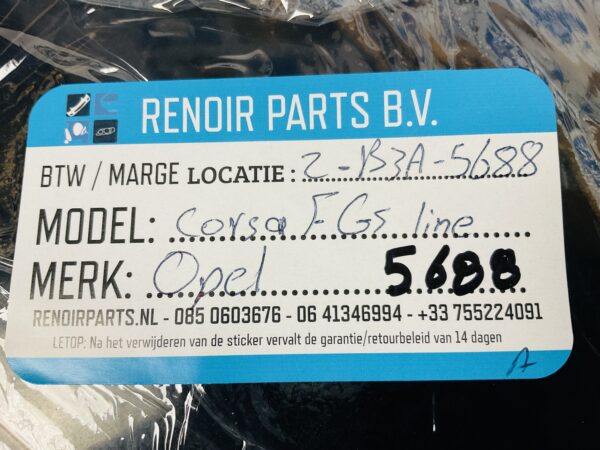 RENOIR PARTS B.V.
BTW / MARGE LOCATIE: 2-B3A-5688
MODEL: Corsa F GS line
MERK: Opel 5688
RENOIRPARTS.NL - 085 0603676 - 06 41346994 - +33 755224091
LETOP: Na het verwijderen van de sticker vervalt de garantie/retourbeleid van 14 dagen
A